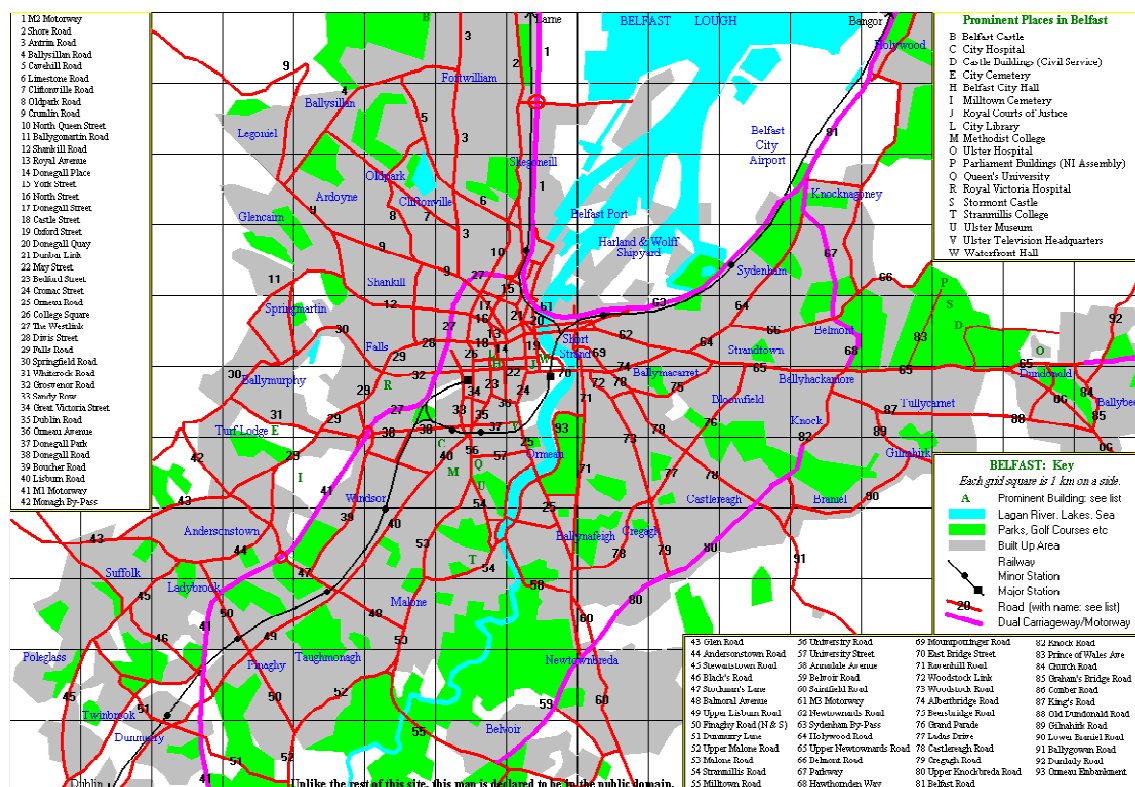 1 M2 Motorway
2 Shore Road
3 Antrim Road
4 Ballysillan Road
5 Cavehill Road
6 Limestone Road
7 Cliftonville Road
8 Oldpark Road
9 Crumlin Road
10 North Queen Street
11 Ballygomartin Road
12 Shankill Road
13 Royal Avenue
14 Donegall Place
15 York Street
16 North Street
17 Donegall Street
18 Castle Street
19 Oxford Street
20 Donegall Quay
21 Dunbar Link
22 May Street
23 Bedford Street
24 Cromac Street
25 Ormeau Road
26 College Square
27 The Westlink
28 Divis Street
29 Falls Road
30 Springfield Road
31 Whiterock Road
32 Grosvenor Road
33 Sandy Row
34 Great Victoria Street
35 Dublin Road
36 Ormeau Avenue
37 Donegall Pask
38 Donegall Road
39 Boucher Road
40 Lisburn Road
41 M1 Motorway
42 Monagh By-Pass
Larne
BELFAST LOUGH
Bangor
Holywood
Fortwilliam
Ballysillan
Legoniel
Skegoneill
Belfast
City
Airport
Oldpark
Ardoyne
Cliftonville
Knocknagoney
Glencairn
Belfast Port
Harland & Wolff
Shipyard
Sydenham
Shankill
Springmartin
Belmont
Falls
Short
Strand
Strandtown
Ballymurphy
Ballymacarret
Ballyhackamore
Dundonald
Bloomfield
Tullycarnet
Ballybee
Turf Lodge
Knock
Ormeau
Gilnahirk
Windsor
Castlereagh
Braniel
Andersonstown
Ballynafeigh
Cregagh
Suffolk
Ladybrook
Malone
Poleglass
Finaghy
Taughmonagh
Newtownbreda
Twinbrook
Dunmurry
Belvoir
Dublin
Unlike the rest of this site, this map is declared to be in the public domain.
Prominent Places in Belfast
B Belfast Castle
C City Hospital
D Castle Buildings (Civil Service)
E City Cemetery
H Belfast City Hall
I Milltown Cemetery
J Royal Courts of Justice
L City Library
M Methodist College
O Ulster Hospital
P Parliament Buildings (NI Assembly)
Q Queen's University
R Royal Victoria Hospital
S Stormont Castle
T Stranmillis College
U Ulster Museum
V Ulster Television Headquarters
W Waterfront Hall
BELFAST: Key
Each grid square is 1 km on a side.
A Prominent Building: see list
Lagan River. Lakes. Sea
Parks, Golf Courses etc
Built Up Area
Railway
Minor Station
Major Station
20 Road (with name: see list)
Dual Carriageway/Motorway
43 Glen Road
44 Andersonstown Road
45 Stewartstown Road
46 Black's Road
47 Stockman's Lane
48 Balmoral Avenue
49 Upper Lisburn Road
50 Finaghy Road (N & S)
51 Dunmurry Lane
52 Upper Malone Road
53 Malone Road
54 Stranmillis Road
55 Milltown Road
56 University Road
57 University Street
58 Annadale Avenue
59 Belvoir Road
60 Saintfield Road
61 M3 Motorway
62 Newtownards Road
63 Sydenham By-Pass
64 Holywood Road
65 Upper Newtownards Road
66 Belmont Road
67 Parkway
68 Hawthornden Way
69 Mountpottinger Road
70 East Bridge Street
71 Ravenhill Road
72 Woodstock Link
73 Woodstock Road
74 Albertbridge Road
75 Beersbridge Road
76 Grand Parade
77 Ladas Drive
78 Castlereagh Road
79 Cregagh Road
80 Upper Knockbreda Road
81 Belfast Road
82 Knock Road
83 Prince of Wales Ave
84 Church Road
85 Graham's Bridge Road
86 Comber Road
87 King's Road
88 Old Dundonald Road
89 Gilnahirk Road
90 Lower Braniel Road
91 Ballygowan Road
92 Dunlady Road
93 Ormeau Embankment